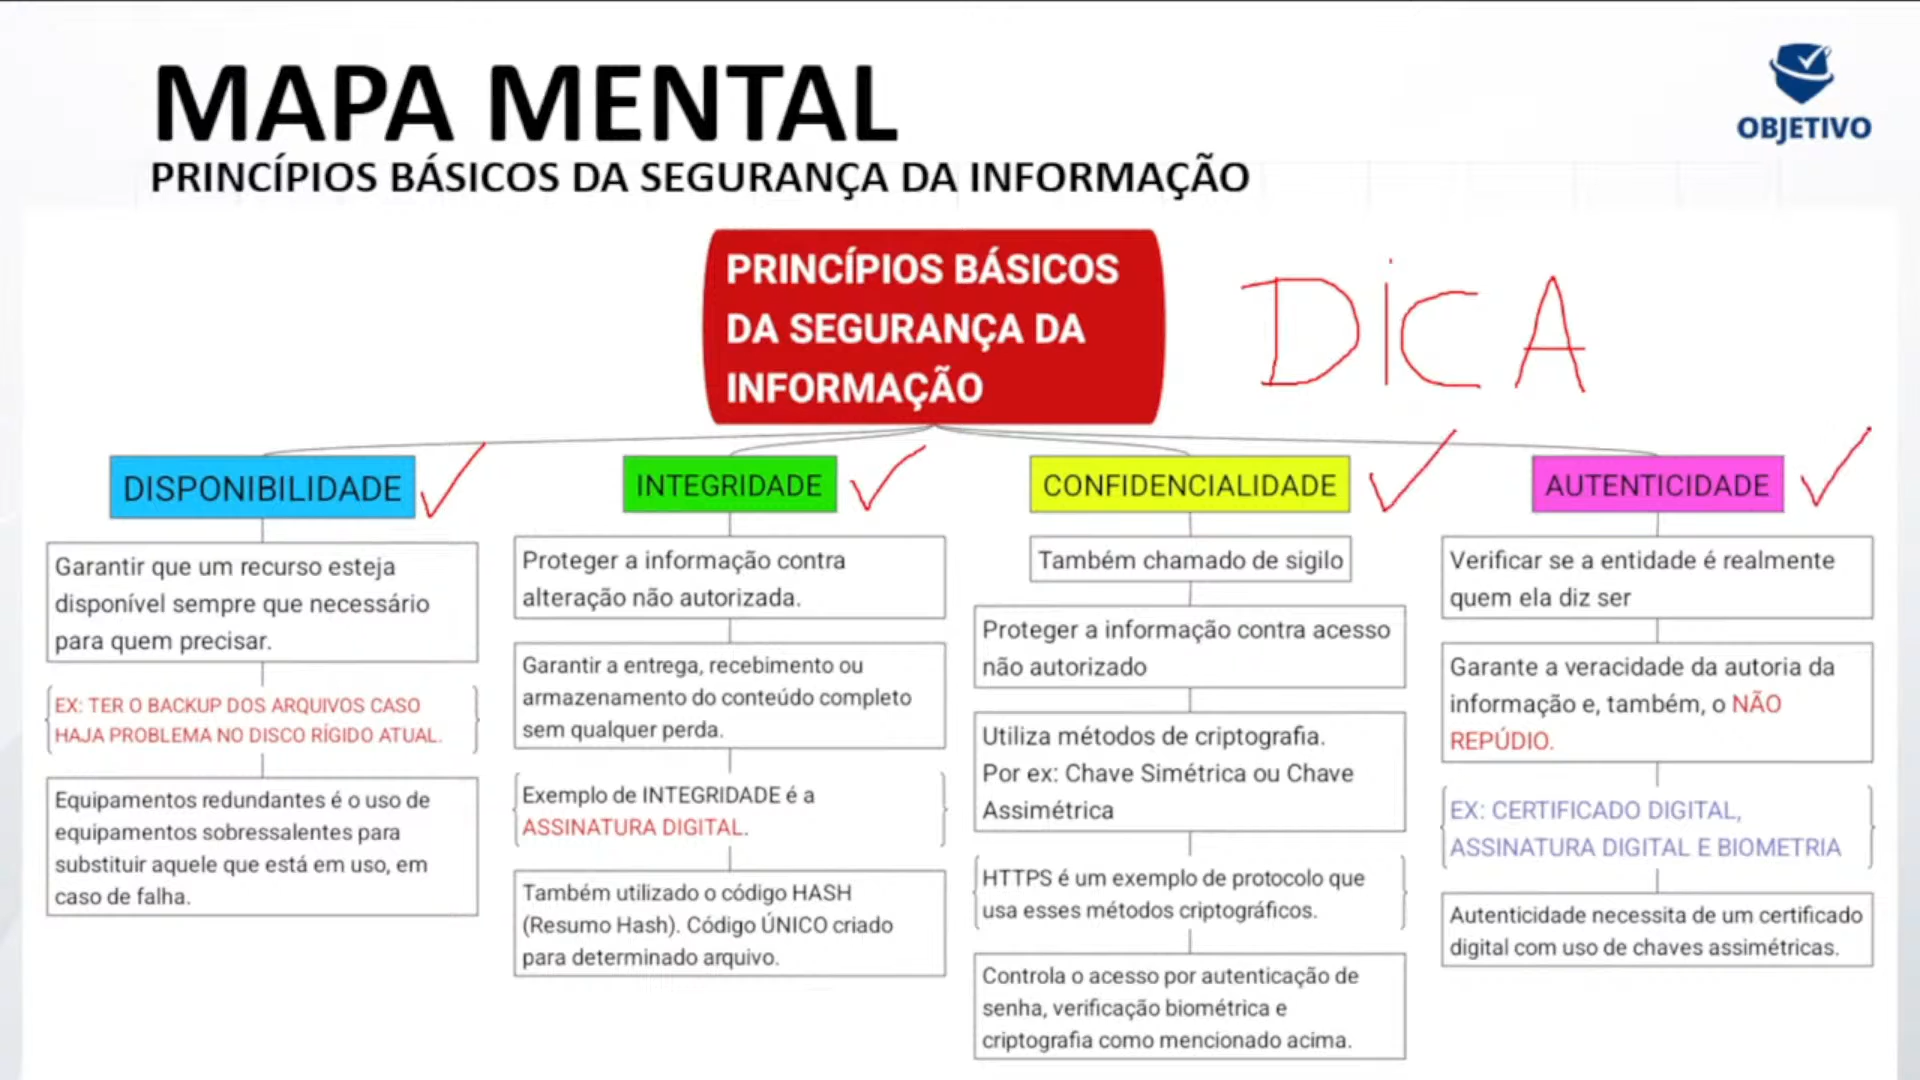 MAPA MENTAL
PRINCÍPIOS BÁSICOS DA SEGURANÇA DA INFORMAÇÃO
OBJETIVO
PRINCÍPIOS BÁSICOS
DA SEGURANÇA DA
INFORMAÇÃO
DICA
DISPONIBILIDADE
Garantir que um recurso esteja
disponível sempre que necessário
para quem precisar.
EX: TER O BACKUP DOS ARQUIVOS CASO
HAJA PROBLEMA NO DISCO RÍGIDO ATUAL.
Equipamentos redundantes é o uso de
equipamentos sobressalentes para
substituir aquele que está em uso, em
caso de falha.
INTEGRIDADE
Proteger a informação contra
alteração não autorizada.
Garantir a entrega, recebimento ou
armazenamento do conteúdo completo
sem qualquer perda.
Exemplo de INTEGRIDADE é a
ASSINATURA DIGITAL.
Também utilizado o código HASH
(Resumo Hash). Código ÚNICO criado
para determinado arquivo.
CONFIDENCIALIDADE
Também chamado de sigilo
Proteger a informação contra acesso
não autorizado
Utiliza métodos de criptografia.
Por ex: Chave Simétrica ou Chave
Assimétrica
HTTPS é um exemplo de protocolo que
usa esses métodos criptográficos.
Controla o acesso por autenticação de
senha, verificação biométrica e
criptografia como mencionado acima.
AUTENTICIDADE
Verificar se a entidade é realmente
quem ela diz ser
Garante a veracidade da autoria da
informação e, também, o NÃO
REPÚDIO.
EX: CERTIFICADO DIGITAL,
ASSINATURA DIGITAL E BIOMETRIA
Autenticidade necessita de um certificado
digital com uso de chaves assimétricas.